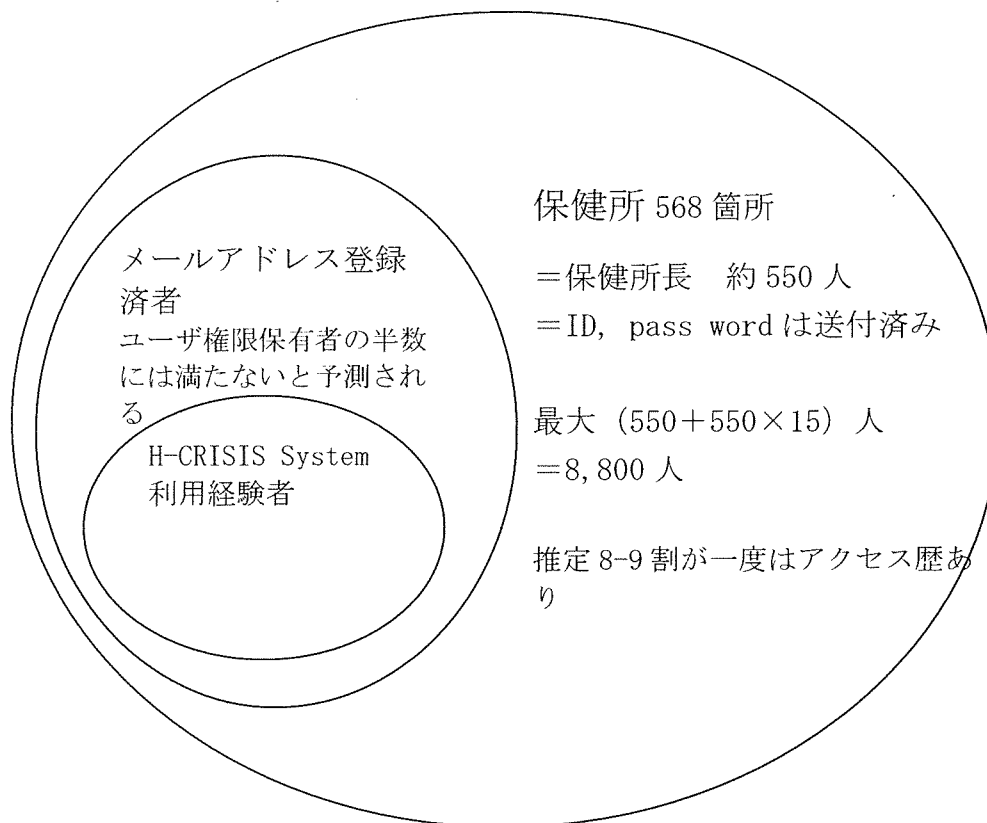 メールアドレス登録
済者
ユーザ権限保有者の半数
には満たないと予測され
る
H-CRISIS System
利用経験者
保健所 568 箇所
＝保健所長　約 550 人
＝ID, pass word は送付済み
最大（550＋550×15）人
＝8,800 人
推定 8-9 割が一度はアクセス歴あ
り